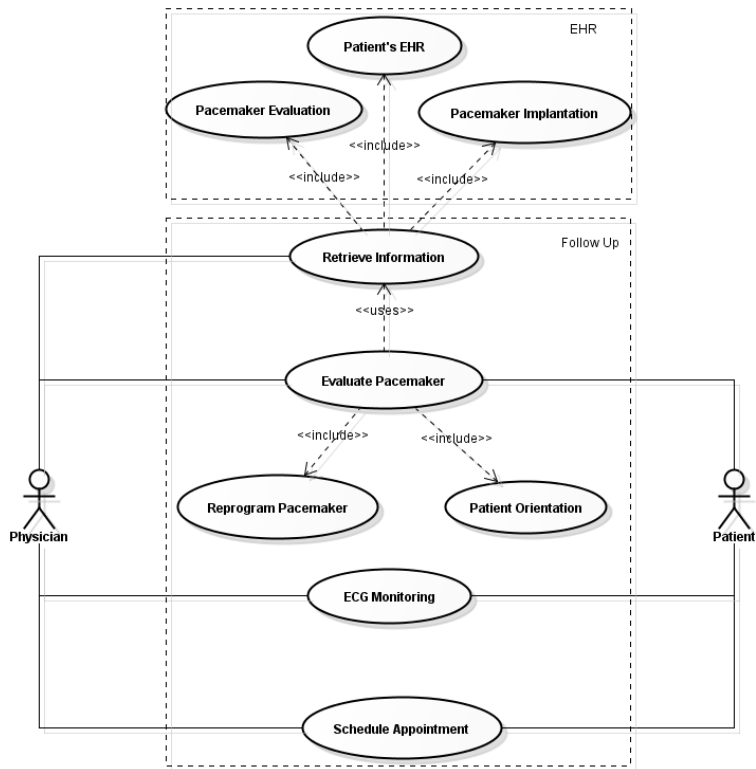 EHR
Patient's EHR
Pacemaker Evaluation
Pacemaker Implantation
<<include>>
<<include>>
<<include>>
Retrieve Information
Follow Up
<<uses>>
Evaluate Pacemaker
<<include>>
<<include>>
Reprogram Pacemaker
Patient Orientation
Physician
Patient
ECG Monitoring
Schedule Appointment